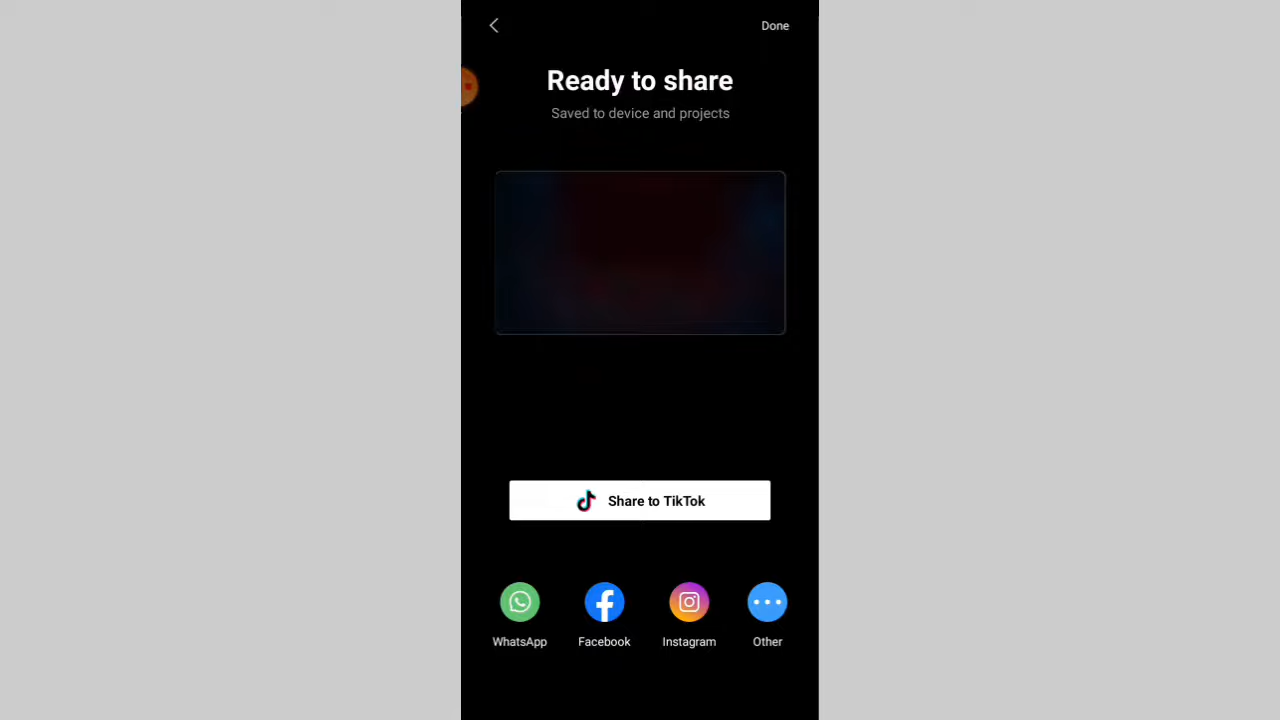 Done
Ready to share
Saved to device and projects
Share to TikTok
WhatsApp Facebook Instagram Other